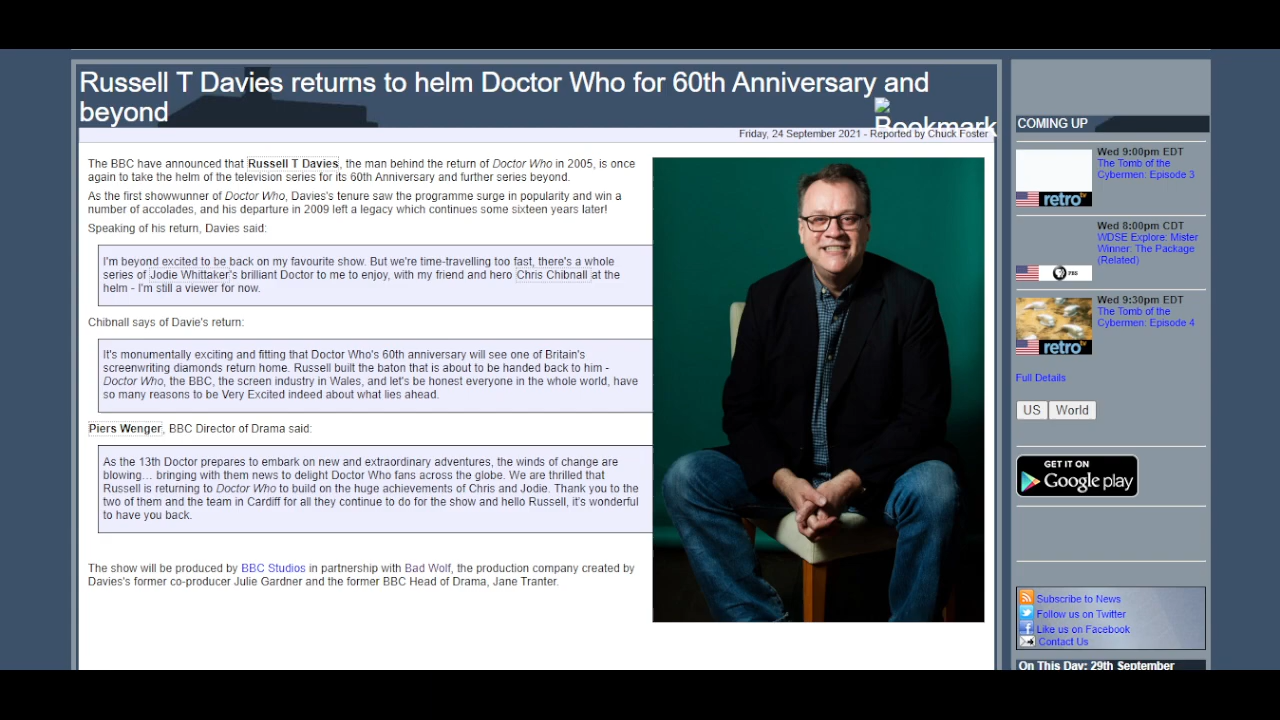 Russell T Davies returns to helm Doctor Who for 60th Anniversary and
beyond
Bookmark
Friday, 24 September 2021 - Reported by Chuck Foster
The BBC have announced that Russell T Davies, the man behind the return of Doctor Who in 2005, is once
again to take the helm of the television series for its 60th Anniversary and further series beyond.
As the first showwunner of Doctor Who, Davies's tenure saw the programme surge in popularity and win a
number of accolades, and his departure in 2009 left a legacy which continues some sixteen years later!
Speaking of his return, Davies said:
I'm beyond excited to be back on my favourite show. But we're time-travelling too fast, there's a whole
series of Jodie Whittaker's brilliant Doctor to me to enjoy, with my friend and hero Chris Chibnall at the
helm - I'm still a viewer for now.
Chibnall says of Davie's return:
It's monumentally exciting and fitting that Doctor Who's 60th anniversary will see one of Britain's
screenwriting diamonds return home. Russell built the baton that is about to be handed back to him -
Doctor Who, the BBC, the screen industry in Wales, and let's be honest everyone in the whole world, have
so many reasons to be Very Excited indeed about what lies ahead.
Piers Wenger, BBC Director of Drama said:
As the 13th Doctor prepares to embark on new and extraordinary adventures, the winds of change are
blowing... bringing with them news to delight Doctor Who fans across the globe. We are thrilled that
Russell is returning to Doctor Who to build on the huge achievements of Chris and Jodie. Thank you to the
two of them and the team in Cardiff for all they continue to do for the show and hello Russell, it's wonderful
to have you back.
The show will be produced by BBC Studios in partnership with Bad Wolf, the production company created by
Davies's former co-producer Julie Gardner and the former BBC Head of Drama, Jane Tranter.
COMING UP
Wed 9:00pm EDT
The Tomb of the
Cybermen: Episode 3
retro tv
Wed 8:00pm CDT
WDSE Explore: Mister
Winner: The Package
(Related)
PBS
Wed 9:30pm EDT
The Tomb of the
Cybermen: Episode 4
retro tv
Full Details
US World
GET IT ON
Google play
Subscribe to News
Follow us on Twitter
Like us on Facebook
Contact Us
On This Day: 29th September